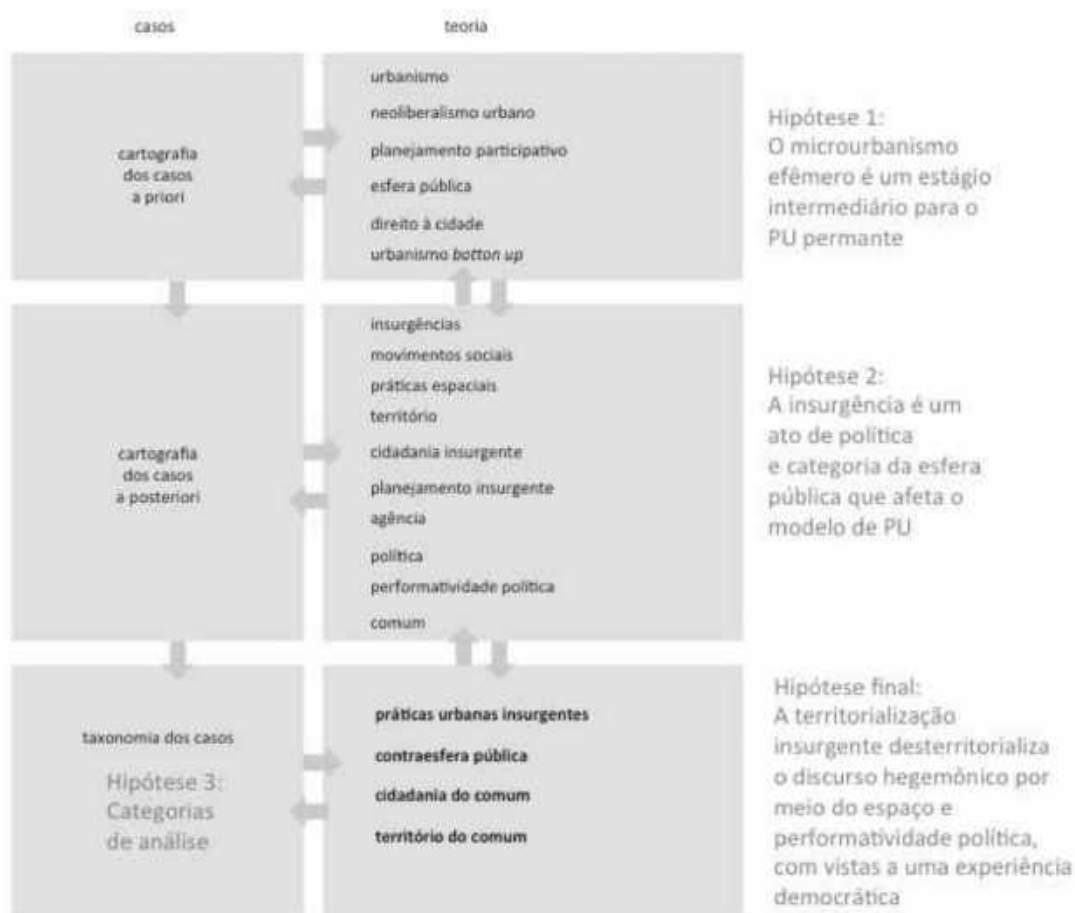 casos
teoria
cartografia
dos casos
a priori
urbanismo
neoliberalismo urbano
planejamento participativo
esfera pública
direito à cidade
urbanismo botton up
Hipótese 1:
O microurbanismo
efêmero é um estágio
intermediário para o
PU permante
cartografia
dos casos
a posteriori
insurgências
movimentos sociais
práticas espaciais
território
cidadania insurgente
planejamento insurgente
agência
política
performatividade política
comum
Hipótese 2:
A insurgência é um
ato de política
e categoria da esfera
pública que afeta o
modelo de PU
taxonomia dos casos
Hipótese 3:
Categorias
de análise
práticas urbanas insurgentes
contraesfera pública
cidadania do comum
território do comum
Hipótese final:
A territorialização
insurgente desterritorializa
o discurso hegemônico por
meio do espaço e
performatividade política,
com vistas a uma experiência
democrática